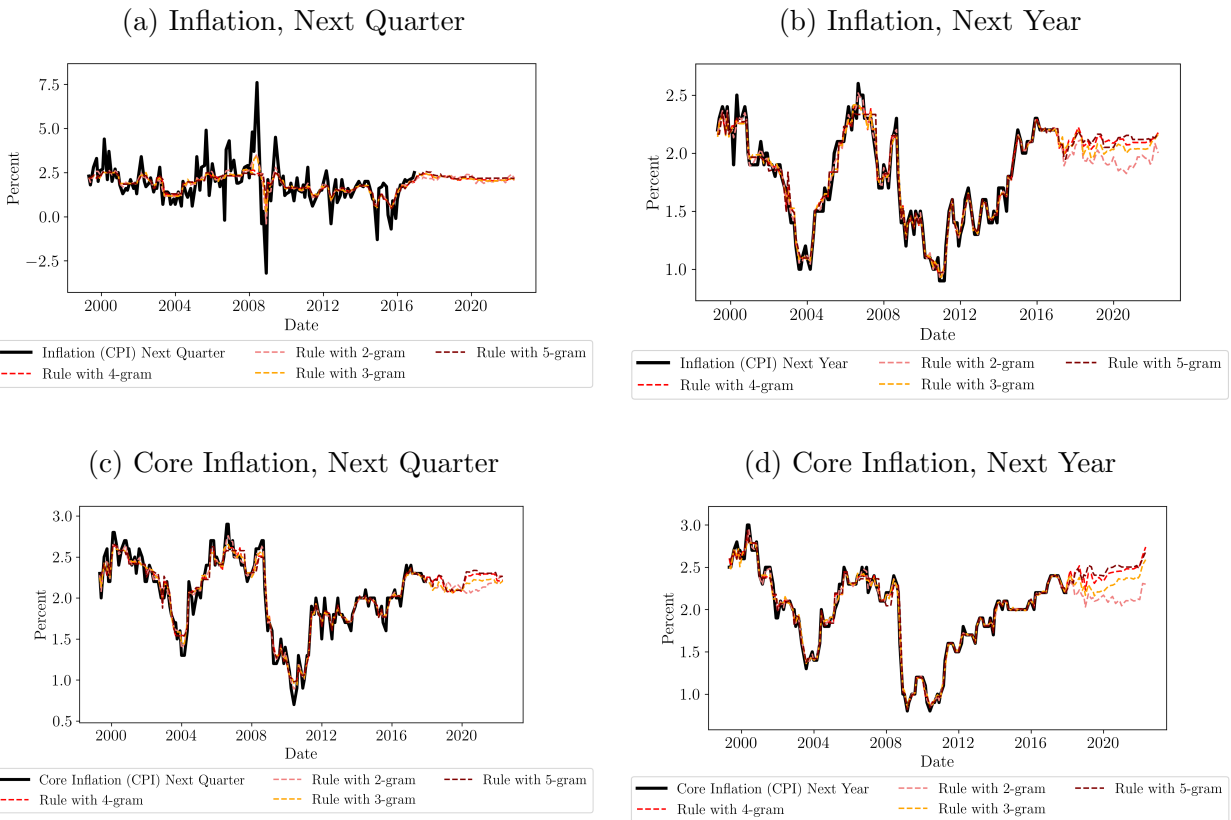 (a) Inflation, Next Quarter
7.5
5.0
2.5
0.0
−2.5
Percent
2000 2004 2008 2012 2016 2020
Date
Inflation (CPI) Next Quarter Rule with 2-gram Rule with 5-gram
Rule with 4-gram Rule with 3-gram
(b) Inflation, Next Year
2.5
2.0
1.5
1.0
Percent
2000 2004 2008 2012 2016 2020
Date
Inflation (CPI) Next Year Rule with 2-gram Rule with 5-gram
Rule with 4-gram Rule with 3-gram
(c) Core Inflation, Next Quarter
3.0
2.5
2.0
1.5
1.0
0.5
Percent
2000 2004 2008 2012 2016 2020
Date
Core Inflation (CPI) Next Quarter Rule with 2-gram Rule with 5-gram
Rule with 4-gram Rule with 3-gram
(d) Core Inflation, Next Year
3.0
2.5
2.0
1.5
1.0
Percent
2000 2004 2008 2012 2016 2020
Date
Core Inflation (CPI) Next Year Rule with 2-gram Rule with 5-gram
Rule with 4-gram Rule with 3-gram